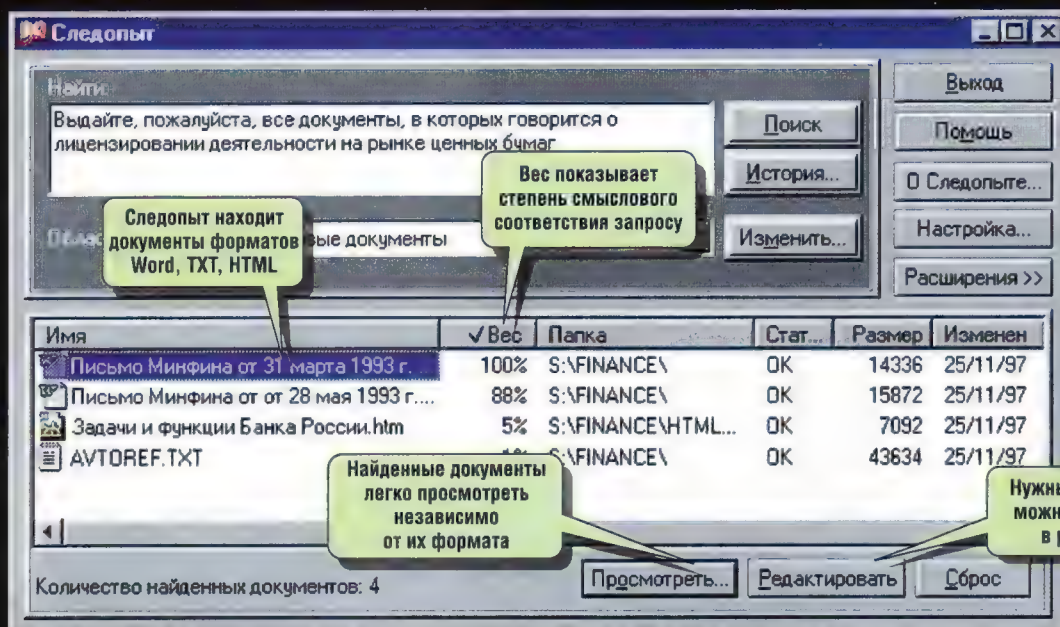 Следопыт
Найти:
Выдайте, пожалуйста, все документы, в которых говорится о
лицензировании деятельности на рынке ценных бумаг
Поиск
История...
Изменить...
Выход
Помощь
О Следопыте...
Настройка...
Расширения >>
Вес показывает
степень смыслового
соответствия запросу
Следопыт находит
документы форматов
Word, TXT, HTML
документы
Имя ✓Вес Папка Стат... Размер Изменен
Письмо Минфина от 31 марта 1993 г. 100% S:\FINANCE\ OK 14336 25/11/97
Письмо Минфина от от 28 мая 1993 г.... 88% S:\FINANCE\ OK 15872 25/11/97
Задачи и функции Банка России.htm 5% S:\FINANCE\HTML... OK 7092 25/11/97
AVTOREF.TXT S:\FINANCE\ OK 43634 25/11/97
Найденные документы
легко просмотреть
независимо
от их формата
Количество найденных документов: 4
Просмотреть...
Редактировать
Сброс